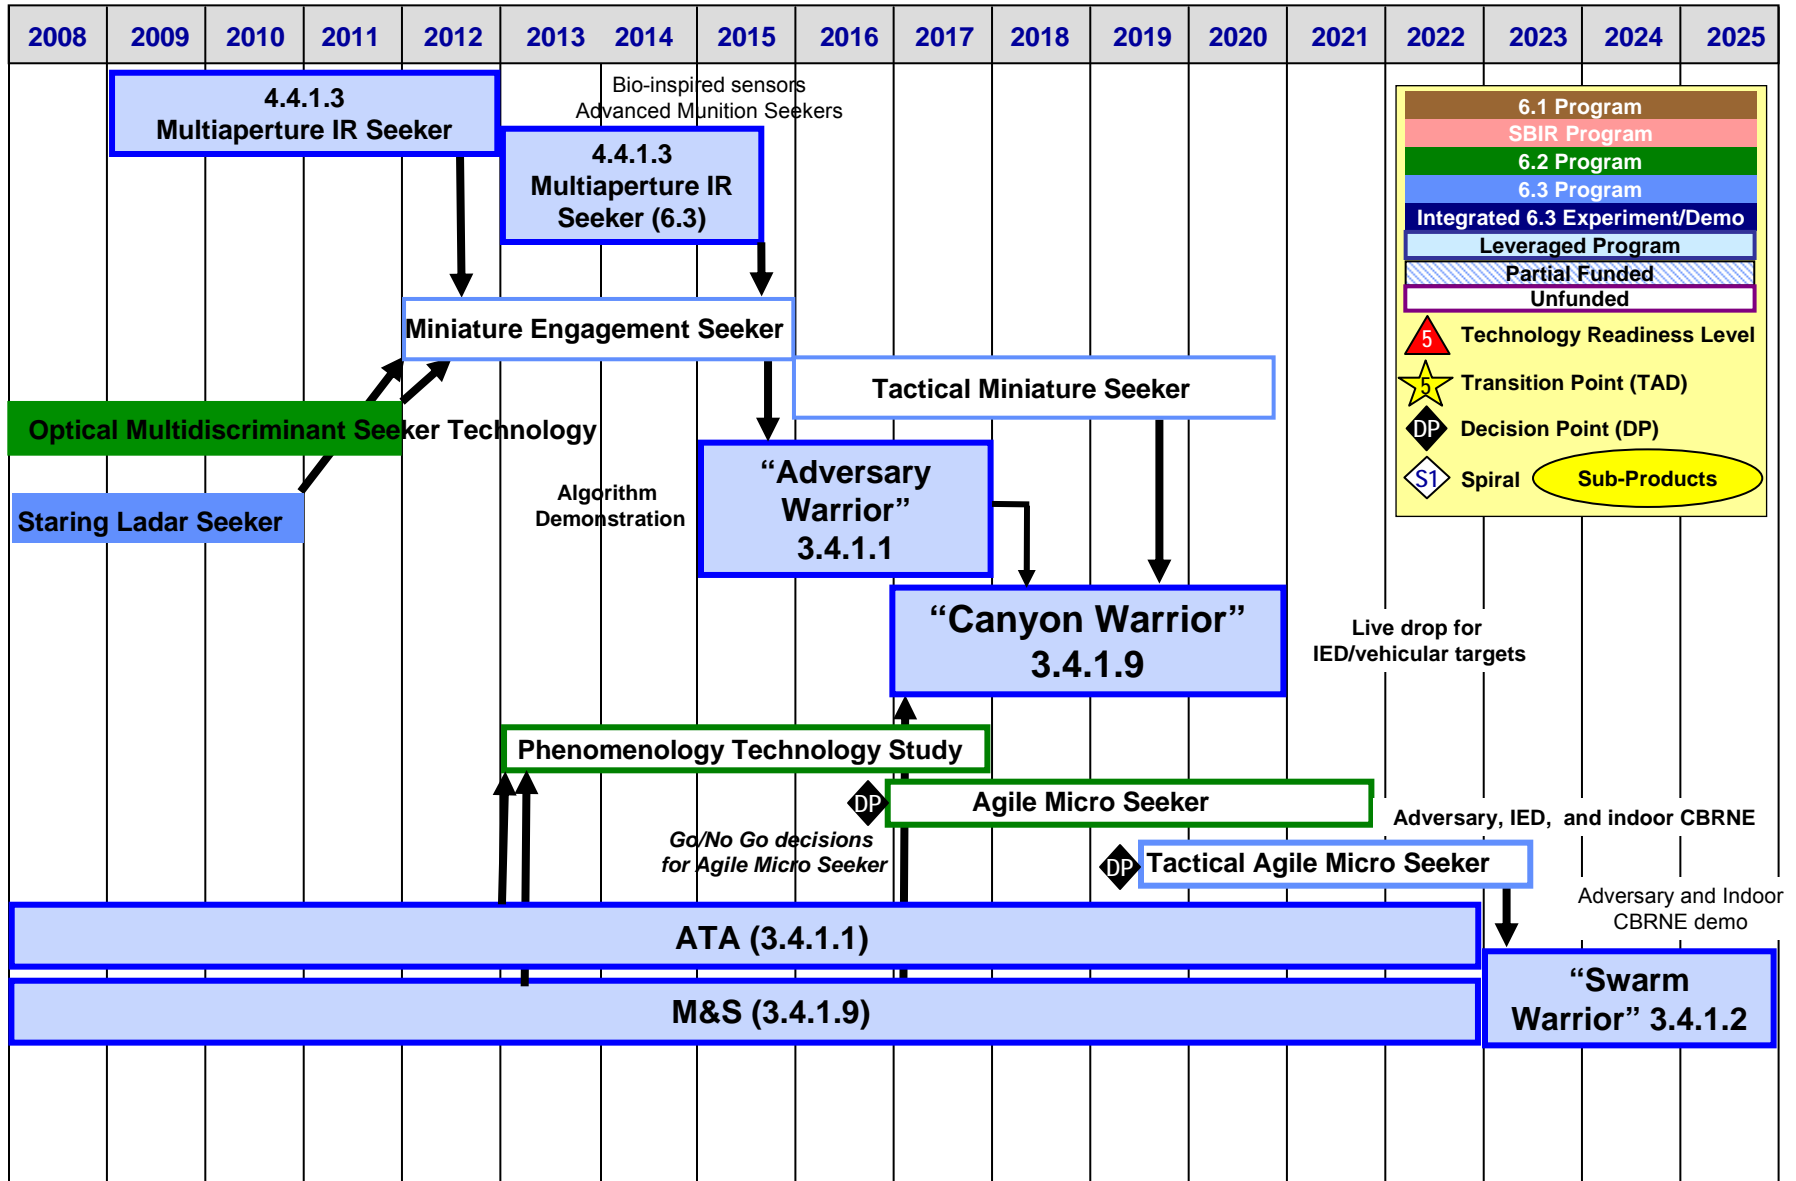 2008 2009 2010 2011 2012 2013 2014 2015 2016 2017 2018 2019 2020 2021 2022 2023 2024 2025
4.4.1.3
Multiaperture IR Seeker
Bio-inspired sensors
Advanced Munition Seekers
4.4.1.3
Multiaperture IR
Seeker (6.3)
6.1 Program
SBIR Program
6.2 Program
6.3 Program
Integrated 6.3 Experiment/Demo
Leveraged Program
Partial Funded
Unfunded
5 Technology Readiness Level
5 Transition Point (TAD)
DP Decision Point (DP)
S1 Spiral Sub-Products
Miniature Engagement Seeker
Tactical Miniature Seeker
Optical Multidiscriminant Seeker Technology
Staring Ladar Seeker
Algorithm
Demonstration
“Adversary
Warrior”
3.4.1.1
“Canyon Warrior”
3.4.1.9
Live drop for
IED/vehicular targets
Phenomenology Technology Study
DP Agile Micro Seeker
Adversary, IED, and indoor CBRNE
Go/No Go decisions
for Agile Micro Seeker
DP Tactical Agile Micro Seeker
Adversary and Indoor
CBRNE demo
ATA (3.4.1.1)
M&S (3.4.1.9)
“Swarm
Warrior” 3.4.1.2